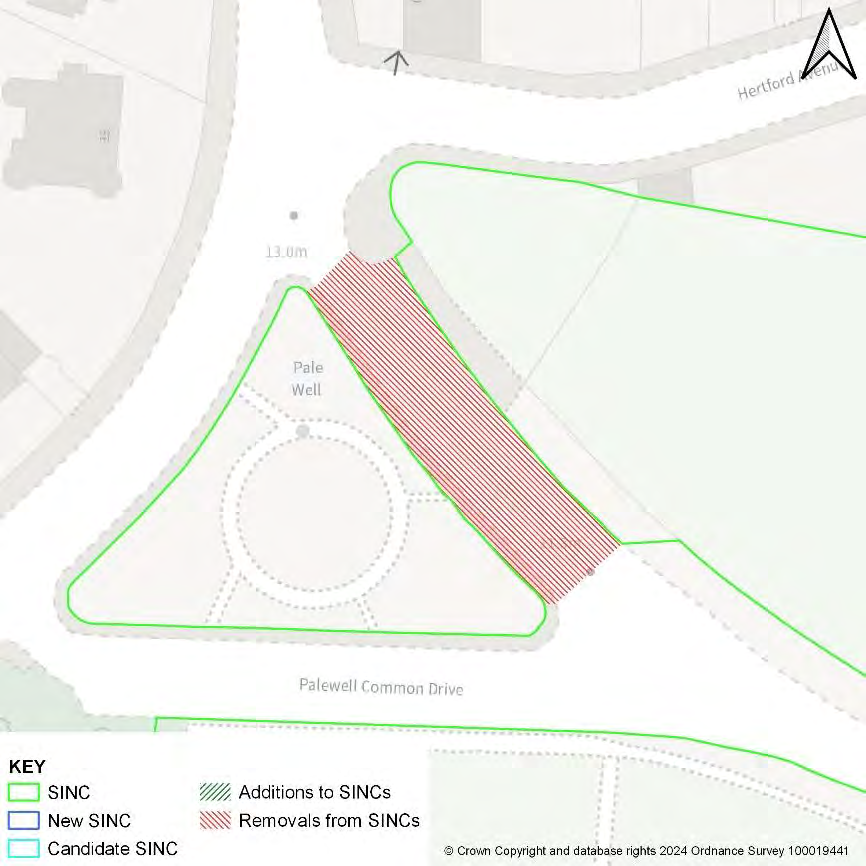 Hertford Avenue
13.0m
Pale
Well
Palewell Common Drive
KEY
SINC
New SINC
Candidate SINC
Additions to SINCs
Removals from SINCs
© Crown Copyright and database rights 2024 Ordnance Survey 100019441